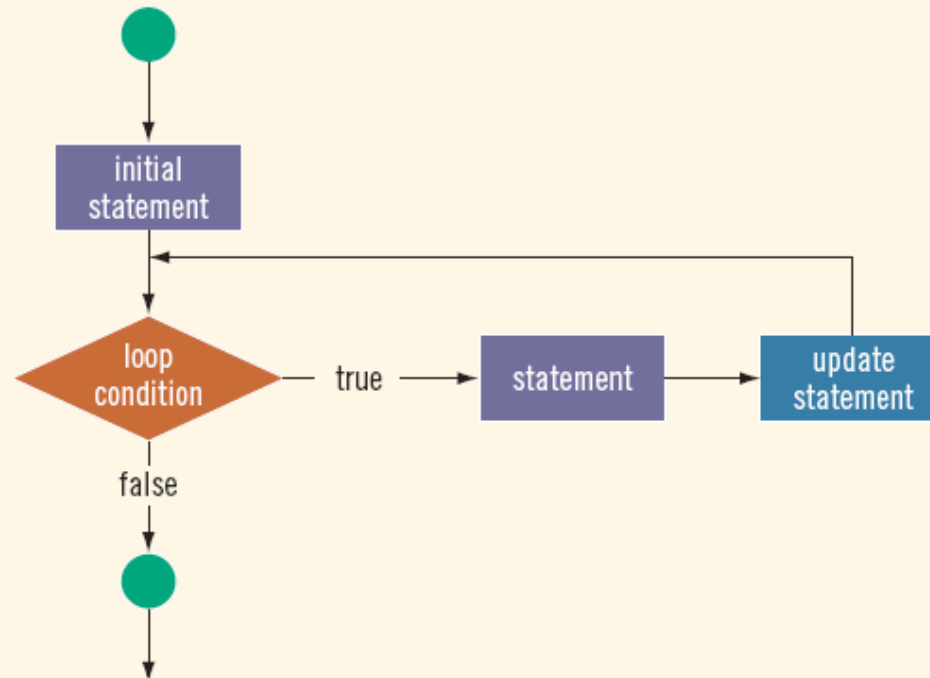 initial
statement
loop
condition
true
statement
update
statement
false